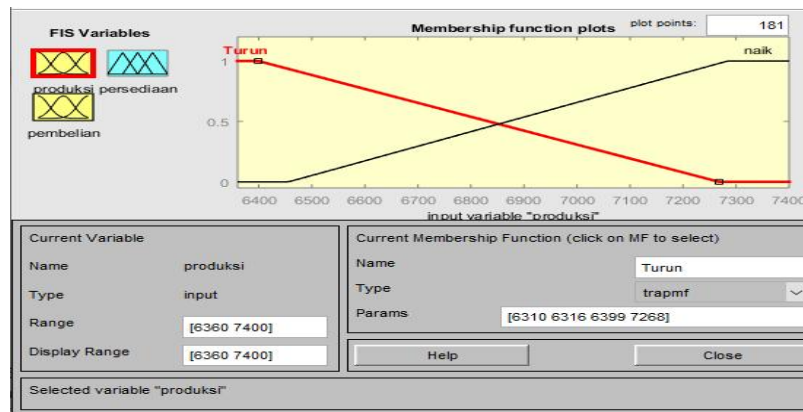 FIS Variables
produksi persediaan
pembelian
Membership function plots
plot points:
181
Turun
naik
1
0.5
0
6400 6500 6600 6700 6800 6900 7000 7100 7200 7300 7400
input variable "produksi"
Current Variable
Name produksi
Type input
Range [6360 7400]
Display Range [6360 7400]
Current Membership Function (click on MF to select)
Name Turun
Type trapmf
Params [6310 6316 6399 7268]
Help Close
Selected variable "produksi"